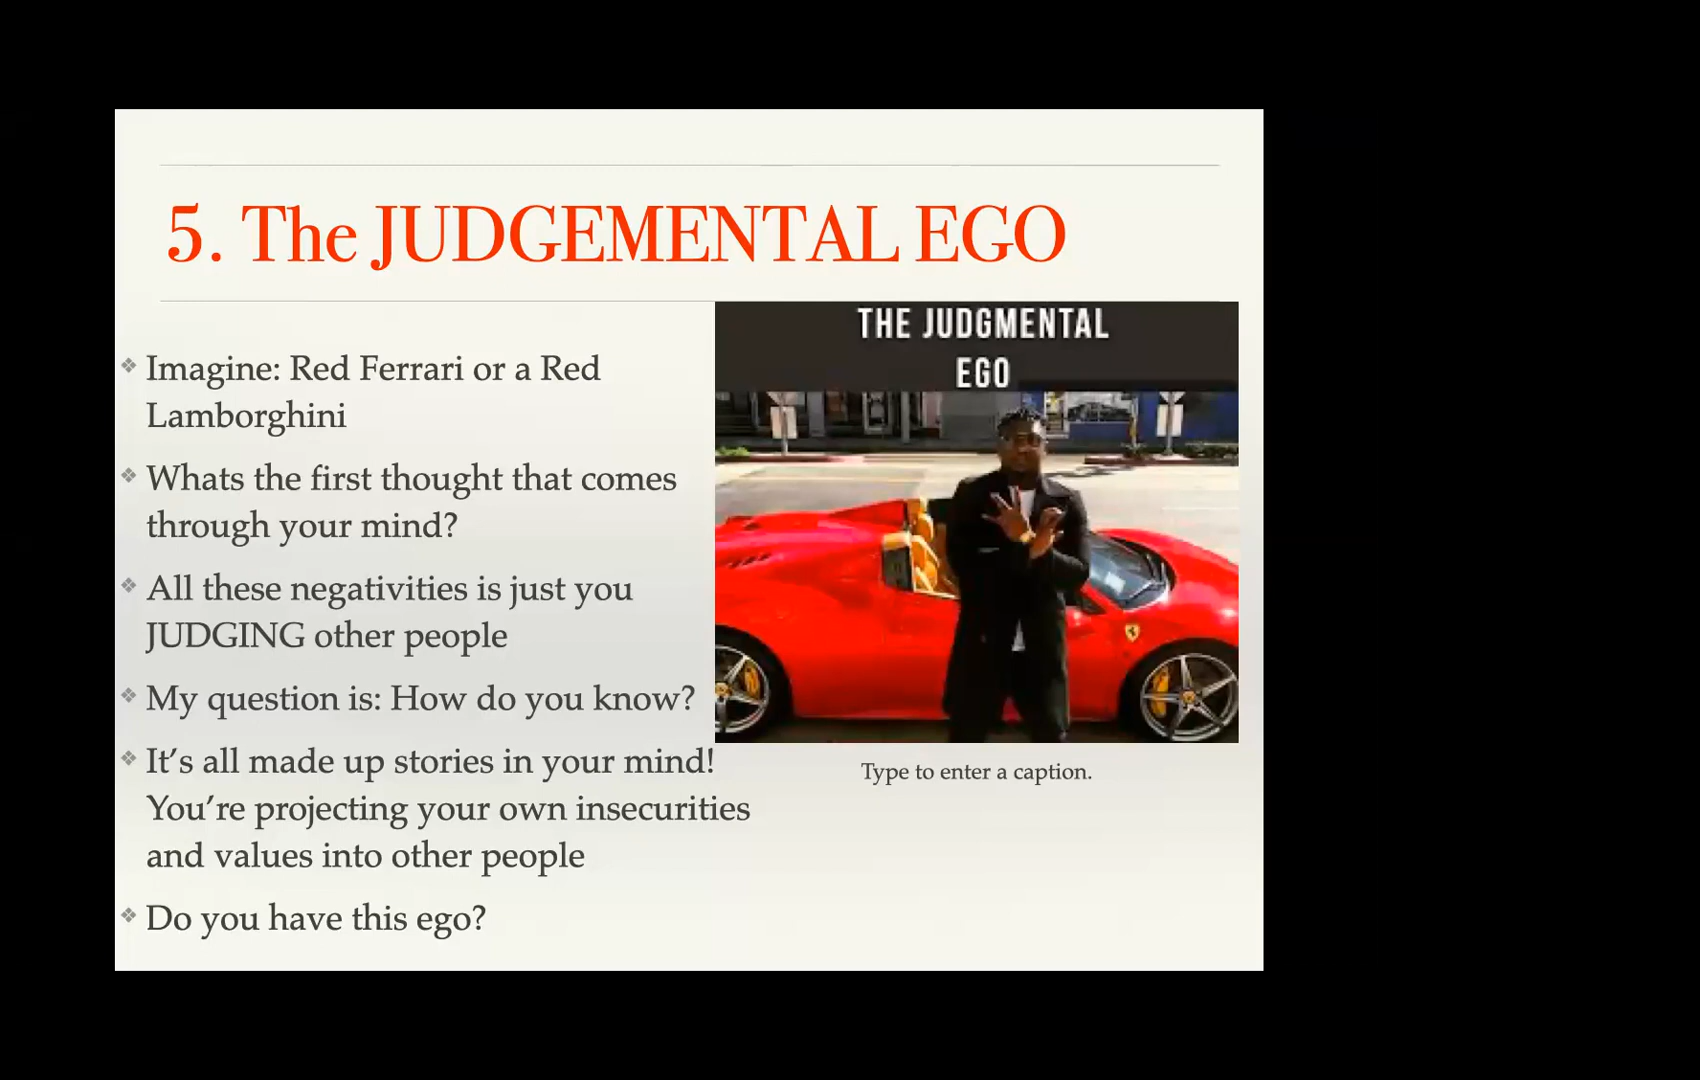 5. The JUDGEMENTAL EGO
Imagine: Red Ferrari or a Red
Lamborghini
Whats the first thought that comes
through your mind?
All these negativities is just you
JUDGING other people
My question is: How do you know?
It’s all made up stories in your mind!
You’re projecting your own insecurities
and values into other people
Do you have this ego?
THE JUDGMENTAL
EGO
Type to enter a caption.